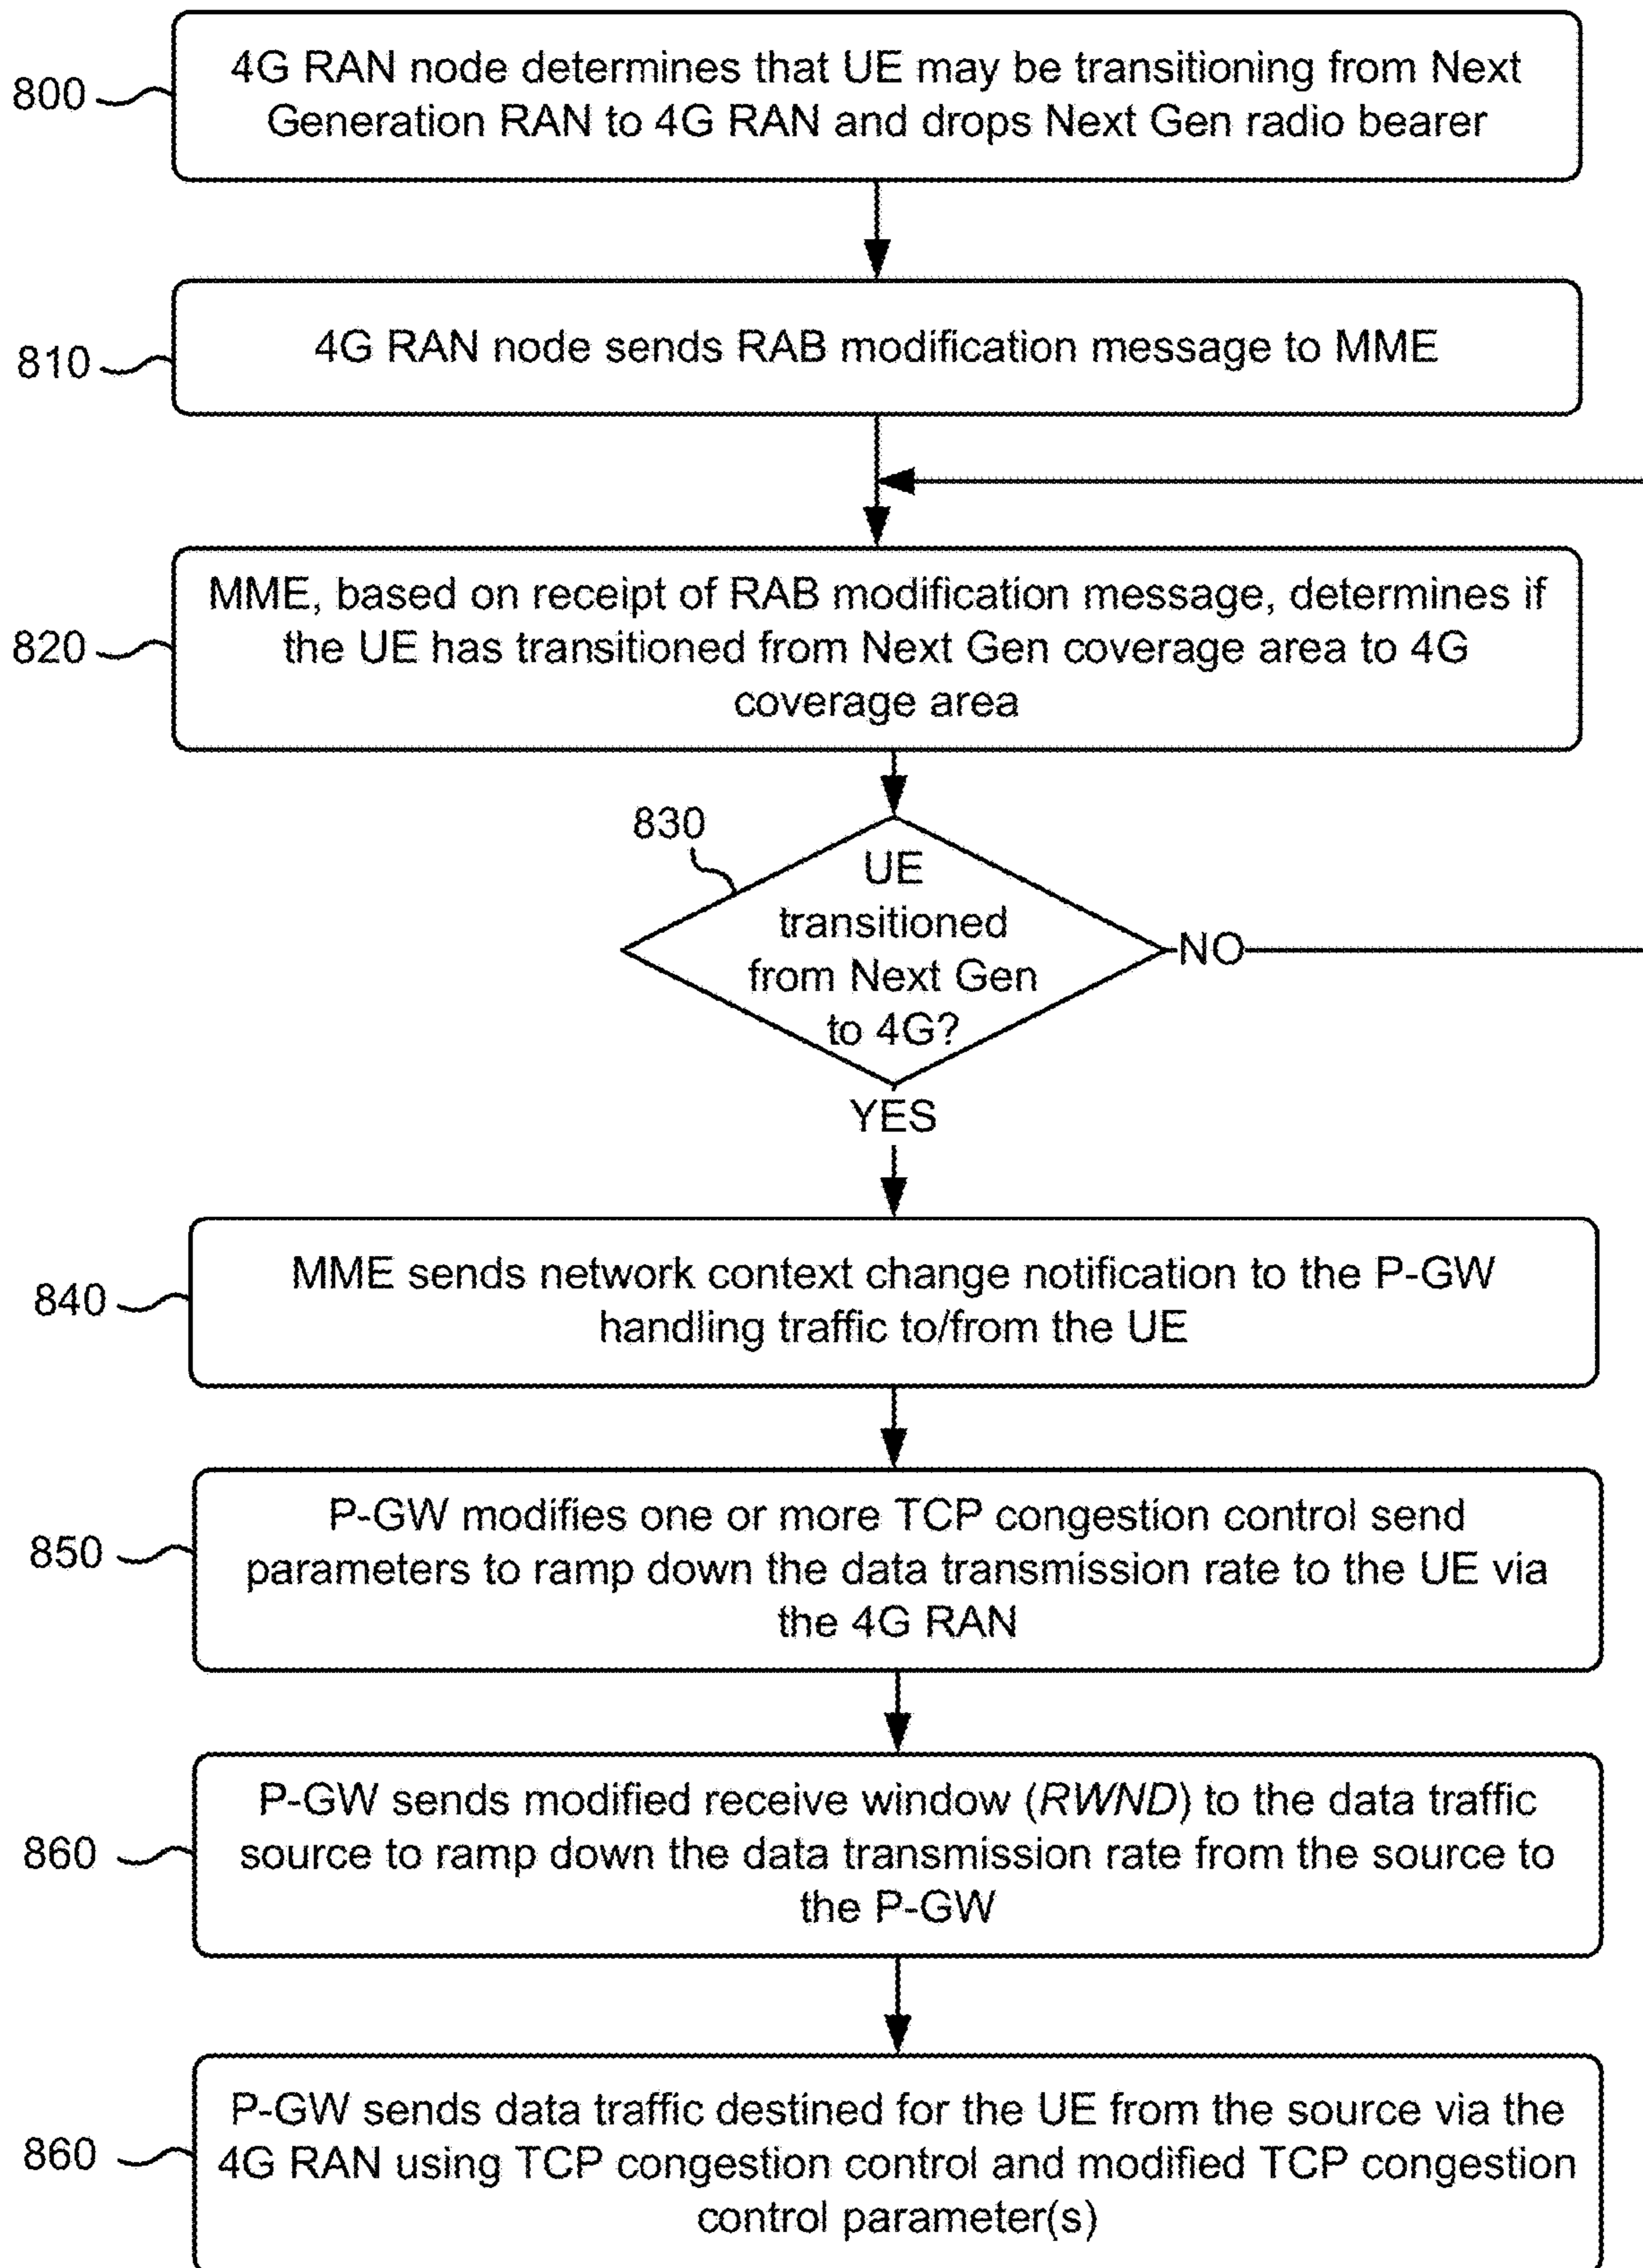 800
4G RAN node determines that UE may be transitioning from Next
Generation RAN to 4G RAN and drops Next Gen radio bearer
810
4G RAN node sends RAB modification message to MME
820
MME, based on receipt of RAB modification message, determines if
the UE has transitioned from Next Gen coverage area to 4G
coverage area
830
UE
transitioned
from Next Gen
to 4G?
NO
YES
840
MME sends network context change notification to the P-GW
handling traffic to/from the UE
850
P-GW modifies one or more TCP congestion control send
parameters to ramp down the data transmission rate to the UE via
the 4G RAN
860
P-GW sends modified receive window (RWND) to the data traffic
source to ramp down the data transmission rate from the source to
the P-GW
860
P-GW sends data traffic destined for the UE from the source via the
4G RAN using TCP congestion control and modified TCP congestion
control parameter(s)